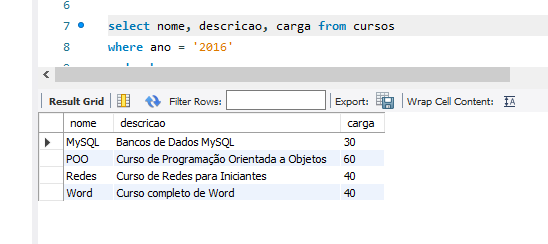 6
7 select nome, descricao, carga from cursos
8 where ano = '2016'
Result Grid Filter Rows: Export: Wrap Cell Content:
nome descricao carga
MySQL Bancos de Dados MySQL 30
POO Curso de Programação Orientada a Objetos 60
Redes Curso de Redes para Iniciantes 40
Word Curso completo de Word 40